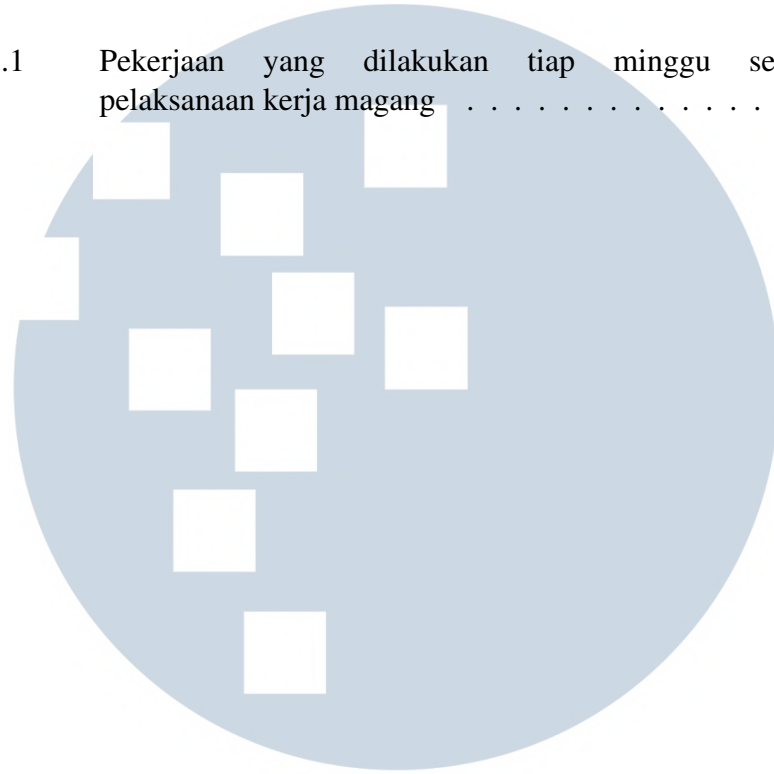 .1 Pekerjaan yang dilakukan tiap minggu se
pelaksanaan kerja magang . . . . . . . . . . . . .